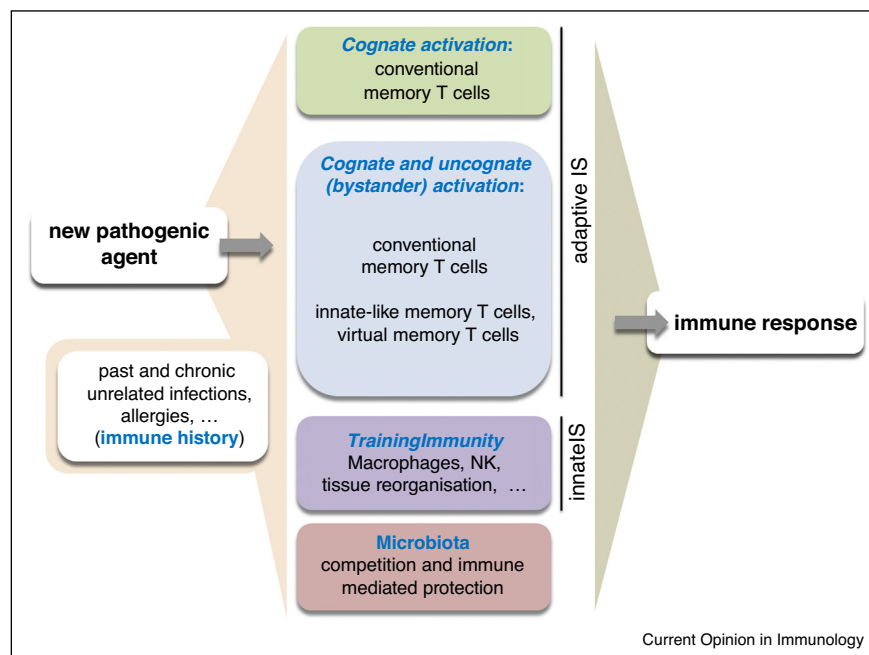 Cognate activation:
conventional
memory T cells
Cognate and uncognate
(bystander) activation:
conventional
memory T cells
innate-like memory T cells,
virtual memory T cells
adaptive IS
new pathogenic
agent
immune response
past and chronic
unrelated infections,
allergies, …
(immune history)
TrainingImmunity
Macrophages, NK,
tissue reorganisation, …
innateIS
Microbiota
competition and immune
mediated protection
Current Opinion in Immunology